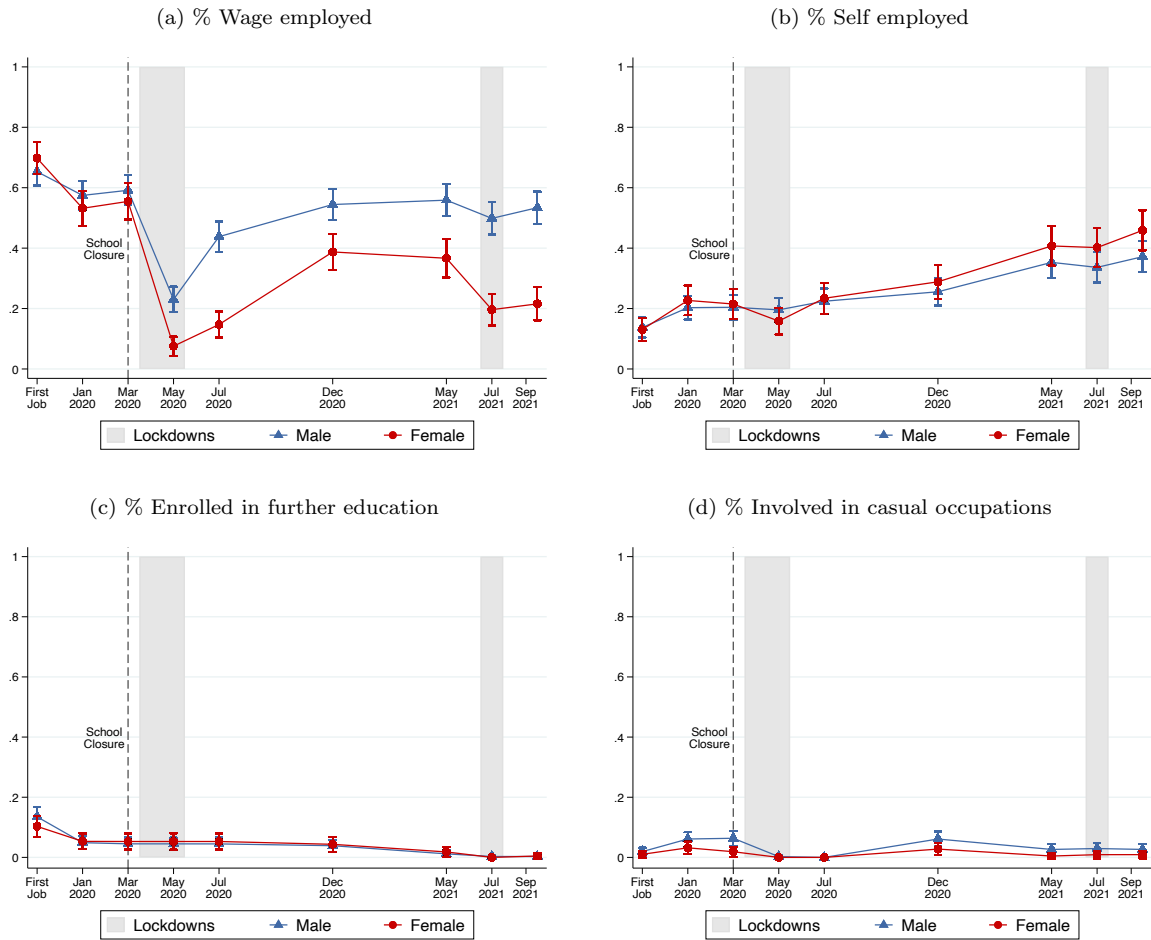 (a) % Wage employed
1
.8
.6
.4
.2
0
School
Closure
First
Job
Jan
2020
Mar
2020
May
2020
Jul
2020
Dec
2020
May
2021
Jul
2021
Sep
2021
Lockdowns Male Female
(b) % Self employed
1
.8
.6
.4
.2
0
School
Closure
First
Job
Jan
2020
Mar
2020
May
2020
Jul
2020
Dec
2020
May
2021
Jul
2021
Sep
2021
Lockdowns Male Female
(c) % Enrolled in further education
1
.8
.6
.4
.2
0
School
Closure
First
Job
Jan
2020
Mar
2020
May
2020
Jul
2020
Dec
2020
May
2021
Jul
2021
Sep
2021
Lockdowns Male Female
(d) % Involved in casual occupations
1
.8
.6
.4
.2
0
School
Closure
First
Job
Jan
2020
Mar
2020
May
2020
Jul
2020
Dec
2020
May
2021
Jul
2021
Sep
2021
Lockdowns Male Female